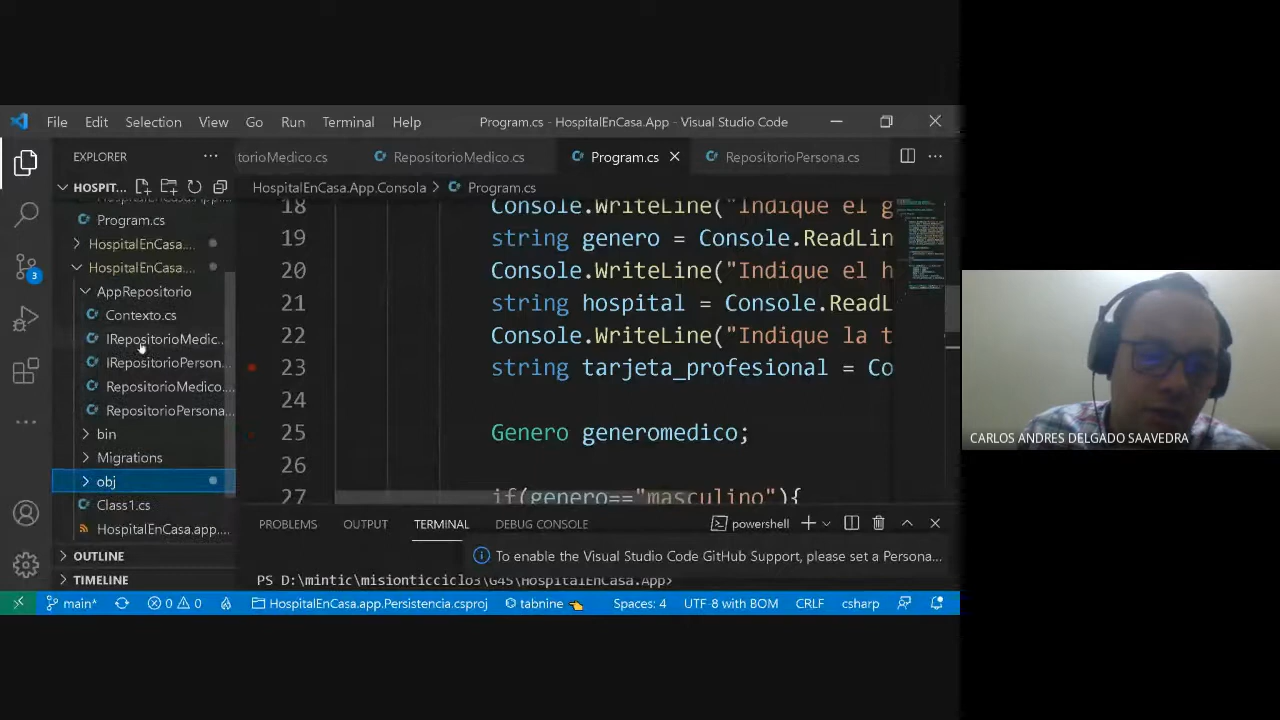 File Edit Selection View Go Run Terminal Help Program.cs - HospitalEnCasa.App - Visual Studio Code
EXPLORER
torioMedico.cs RepositorioMedico.cs Program.cs RepositorioPersona.cs
HOSPIT...
HospitalEnCasa.App.Consola > Program.cs
Program.cs
HospitalEnCasa....
HospitalEnCasa....
AppRepositorio
Contexto.cs
IRepositorioMedic...
IRepositorioPerson...
RepositorioMedico....
RepositorioPersona...
bin
Migrations
obj
Class1.cs
HospitalEnCasa.app....
OUTLINE
TIMELINE
18 Console.WriteLine("Indique el g
19 string genero = Console.ReadLin
20 Console.WriteLine("Indique el h
21 string hospital = Console.ReadL
22 Console.WriteLine("Indique la t
23 string tarjeta_profesional = Co
24
25 Genero generomedico;
26
27 if(genero=="masculino"){
PROBLEMS OUTPUT TERMINAL DEBUG CONSOLE powershell
To enable the Visual Studio Code GitHub Support, please set a Persona...
PS D:\mintic\misionticciclo3\G45\HospitalEnCasa.App>
3
main* 0 0 HospitalEnCasa.app.Persistencia.csproj tabnine Spaces: 4 UTF-8 with BOM CRLF csharp
CARLOS ANDRES DELGADO SAAVEDRA